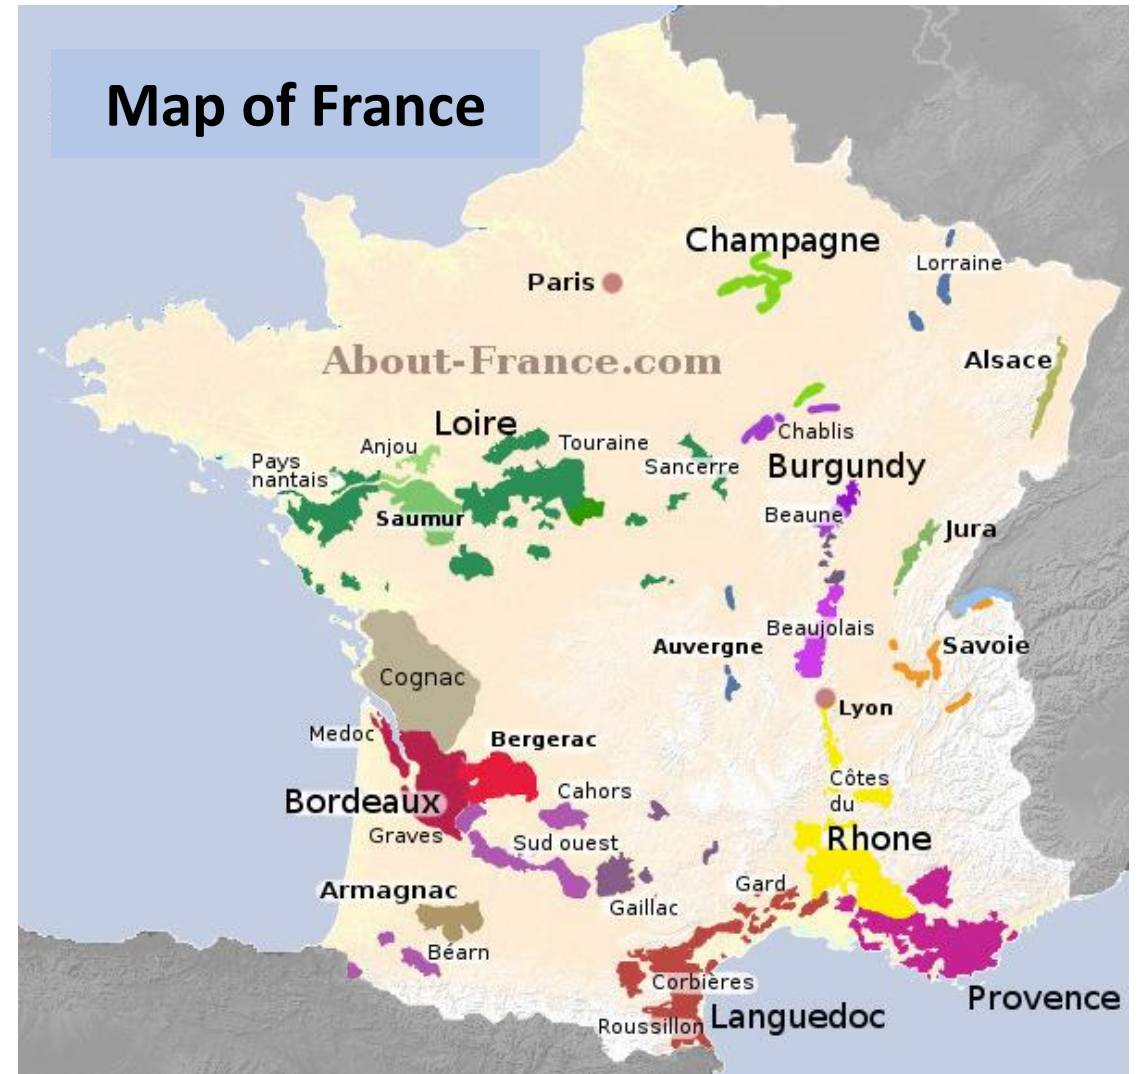 Map of France
Champagne
Lorraine
Paris
About-France.com
Alsace
Loire
Anjou
Touraine
Chablis
Pays
nantais
Sancerre
Burgundy
Saumur
Beaune
Jura
Beaujolais
Auvergne
Savoie
Cognac
Lyon
Medoc
Bergerac
Côtes
du
Rhone
Cahors
Bordeaux
Graves
Sud ouest
Gard
Armagnac
Gaillac
Béarn
Corbières
Provence
Languedoc
Roussillon